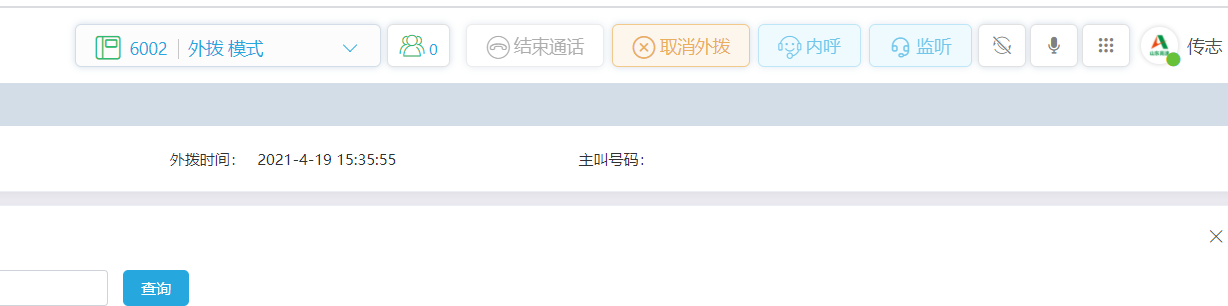 6002 外拨 模式 0 结束通话 取消外拨 内呼 监听 传志
外拨时间： 2021-4-19 15:35:55 主叫号码：
查询